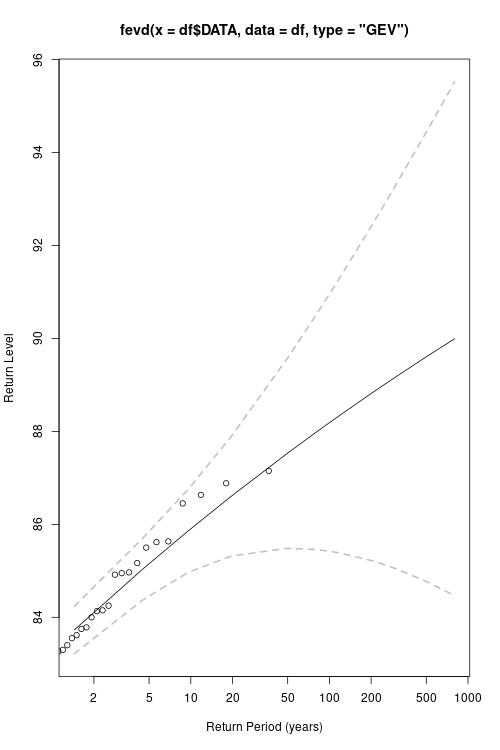 fevd(x = df$DATA, data = df, type = "GEV")
96
94
92
90
88
86
84
Return Level
2 5 10 20 50 100 200 500 1000
Return Period (years)